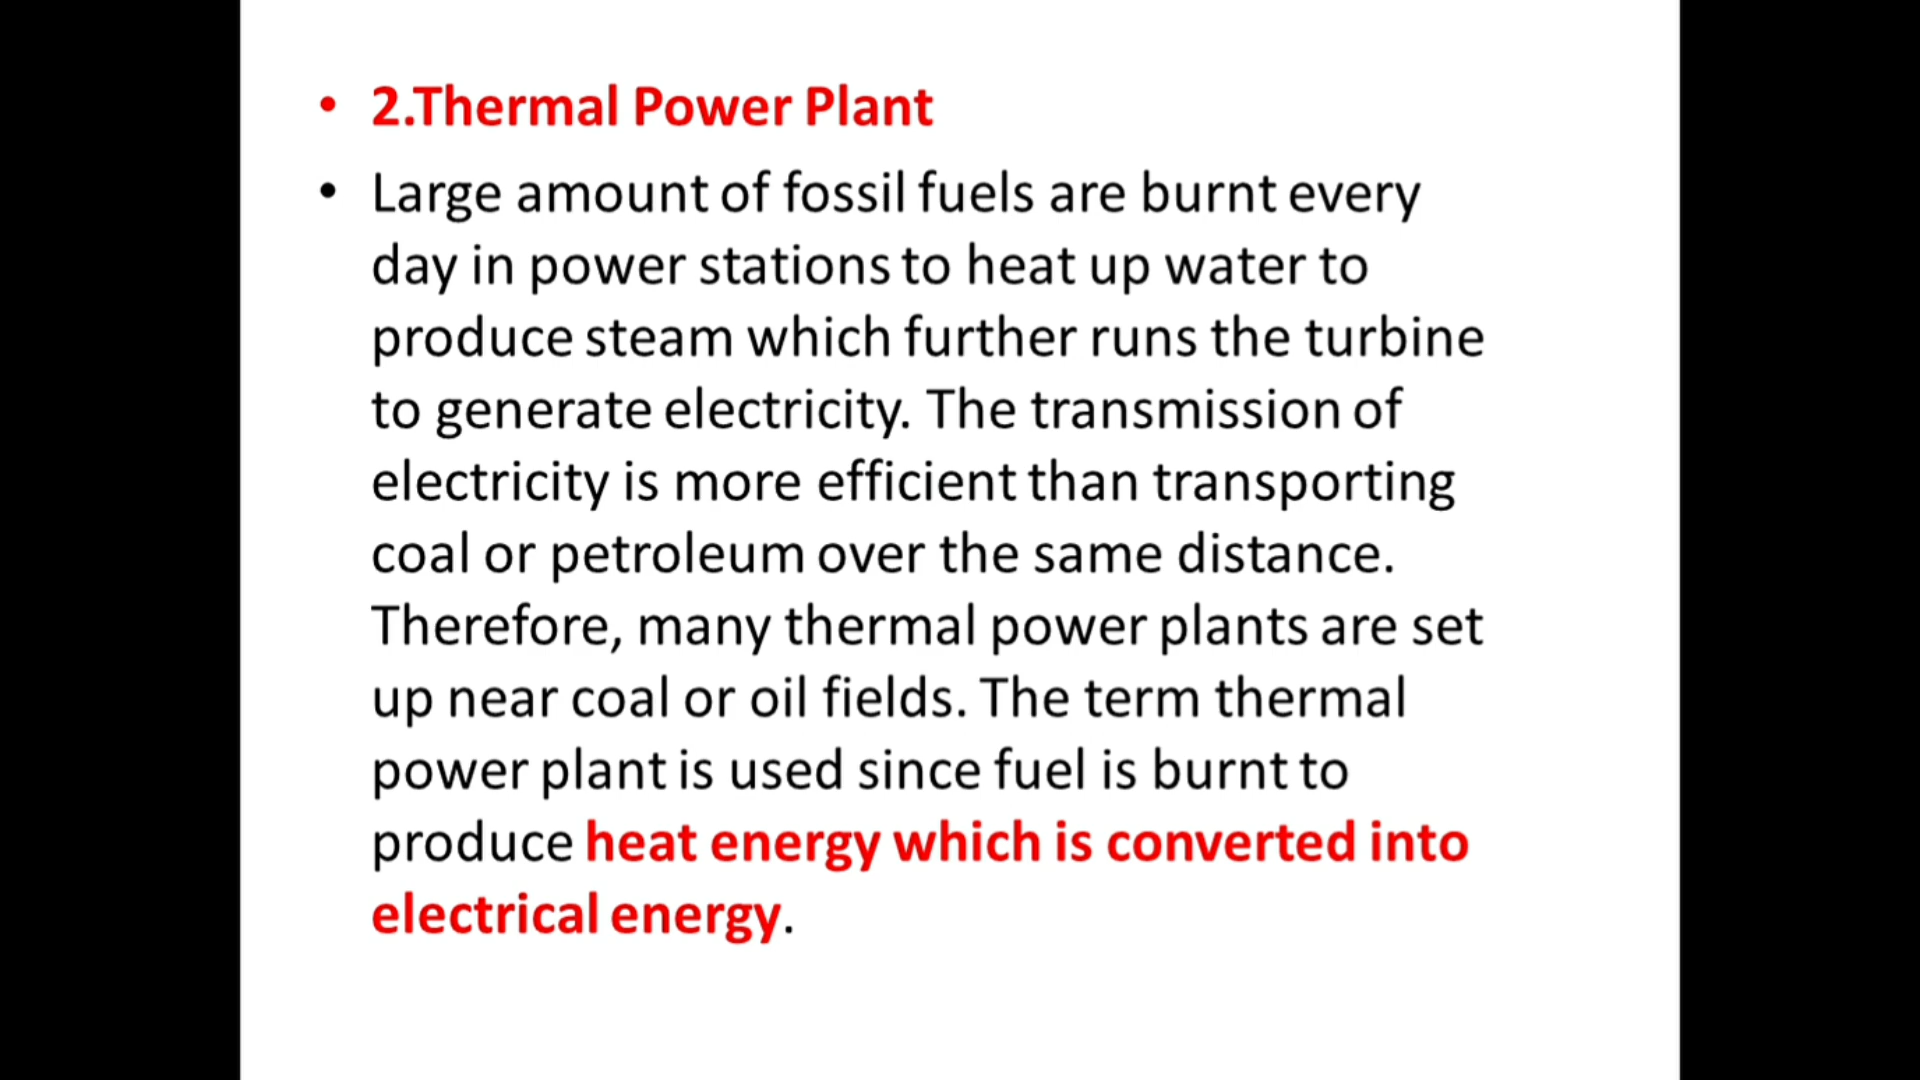 • 2.Thermal Power Plant
• Large amount of fossil fuels are burnt every
day in power stations to heat up water to
produce steam which further runs the turbine
to generate electricity. The transmission of
electricity is more efficient than transporting
coal or petroleum over the same distance.
Therefore, many thermal power plants are set
up near coal or oil fields. The term thermal
power plant is used since fuel is burnt to
produce heat energy which is converted into
electrical energy.